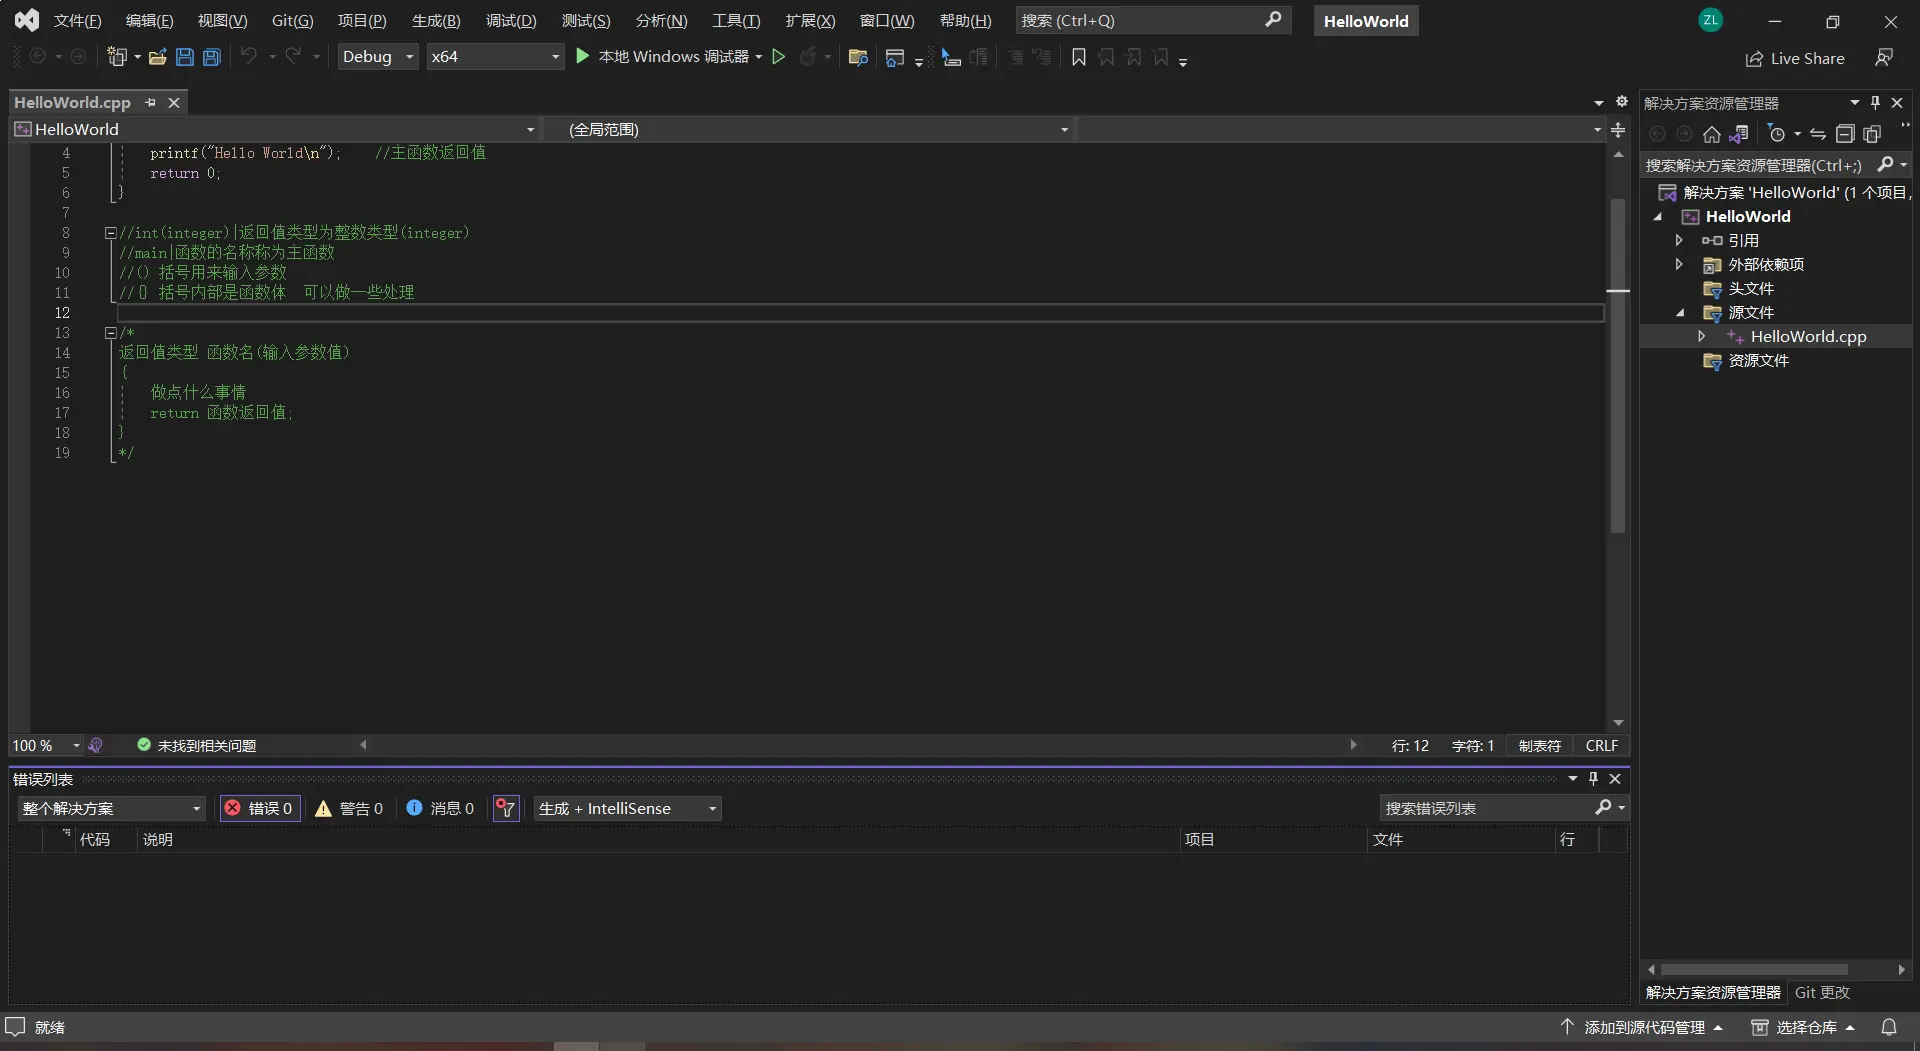 文件(F) 编辑(E) 视图(V) Git(G) 项目(P) 生成(B) 调试(D) 测试(S) 分析(N) 工具(T) 扩展(X) 窗口(W) 帮助(H) 搜索 (Ctrl+Q) HelloWorld ZL
Debug x64 本地 Windows 调试器 Live Share
HelloWorld.cpp
HelloWorld (全局范围)
4 printf("Hello World\n"); //主函数返回值
5 return 0;
6 }
7
8 //int(integer)|返回值类型为整数类型(integer)
9 //main|函数的名称称为主函数
10 //() 括号用来输入参数
11 //{} 括号内部是函数体 可以做一些处理
12
13 /*
14 返回值类型 函数名(输入参数值)
15 {
16 做点什么事情
17 return 函数返回值;
18 }
19 */
100 % 未找到相关问题 行: 12 字符: 1 制表符 CRLF
错误列表
整个解决方案 错误 0 警告 0 消息 0 生成 + IntelliSense 搜索错误列表
代码 说明 项目 文件 行
解决方案资源管理器
搜索解决方案资源管理器(Ctrl+;)
解决方案 'HelloWorld' (1 个项目,
HelloWorld
引用
外部依赖项
头文件
源文件
HelloWorld.cpp
资源文件
解决方案资源管理器 Git 更改
就绪 添加到源代码管理 选择仓库